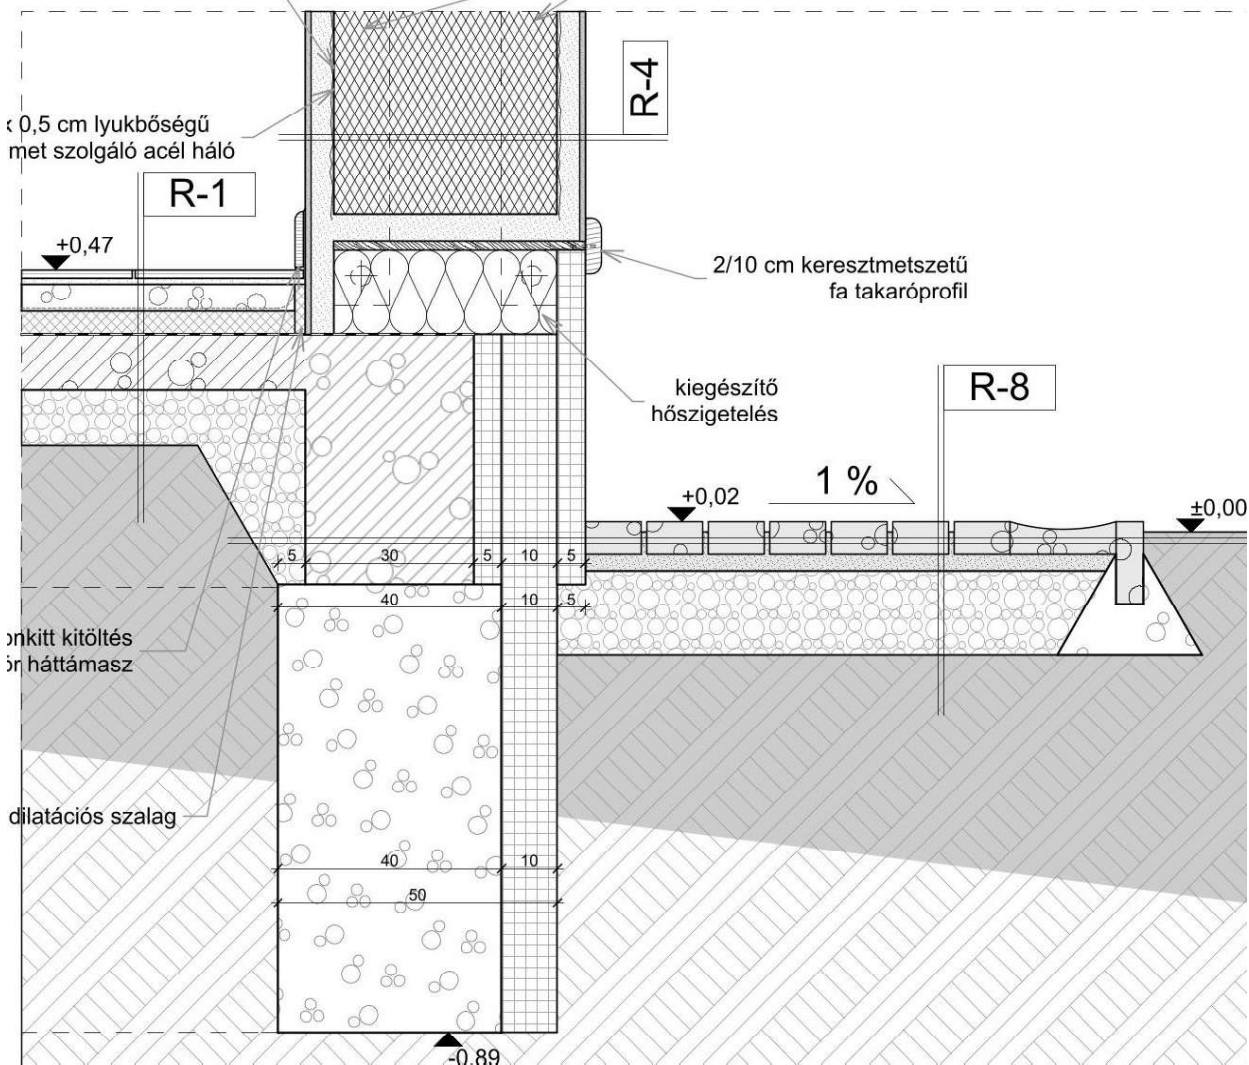 R-4
0,5 cm lyukbőségű
met szolgáló acél háló
R-1
+0,47
2/10 cm keresztmetszetű
fa takaróprofil
kiegészítő
hőszigetelés
R-8
1 %
+0,02
±0,00
5 30 5 10 5
40 10 5
onkitt kitöltés
ór háttámasz
dilatációs szalag
40 10
50
-0,89